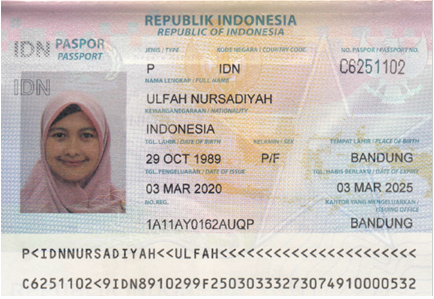 REPUBLIK INDONESIA
REPUBLIC OF INDONESIA
IDN PASPOR
PASSPORT
IDN
JENIS / TYPE KODE NEGARA / COUNTRY CODE NO. PASPOR / PASSPORT NO.
P IDN C6251102
NAMA LENGKAP / FULL NAME
ULFAH NURSADIYAH
KEWARGANEGARAAN / NATIONALITY
INDONESIA
TGL. LAHIR / DATE OF BIRTH KELAMIN / SEX TEMPAT LAHIR / PLACE OF BIRTH
29 OCT 1989 P/F BANDUNG
TGL. PENGELUARAN / DATE OF ISSUE TGL. HABIS BERLAKU / DATE OF EXPIRY
03 MAR 2020 03 MAR 2025
NO. REG. KANTOR YANG MENGELUARKAN /
ISSUING OFFICE
1A11AY0162AUQP BANDUNG
P<IDNNURSADIYAH<<ULFAH<<<<<<<<<<<<<<<<<<<<<<
C6251102<9IDN8910299F25030333273074910000532